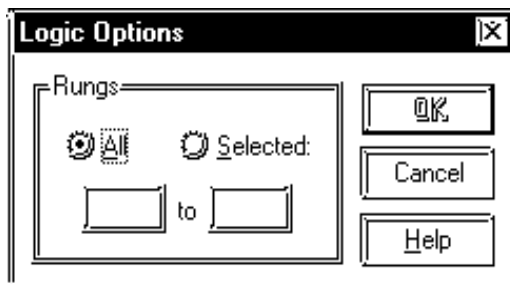 Logic Options
Rungs
All Selected:
to
OK
Cancel
Help